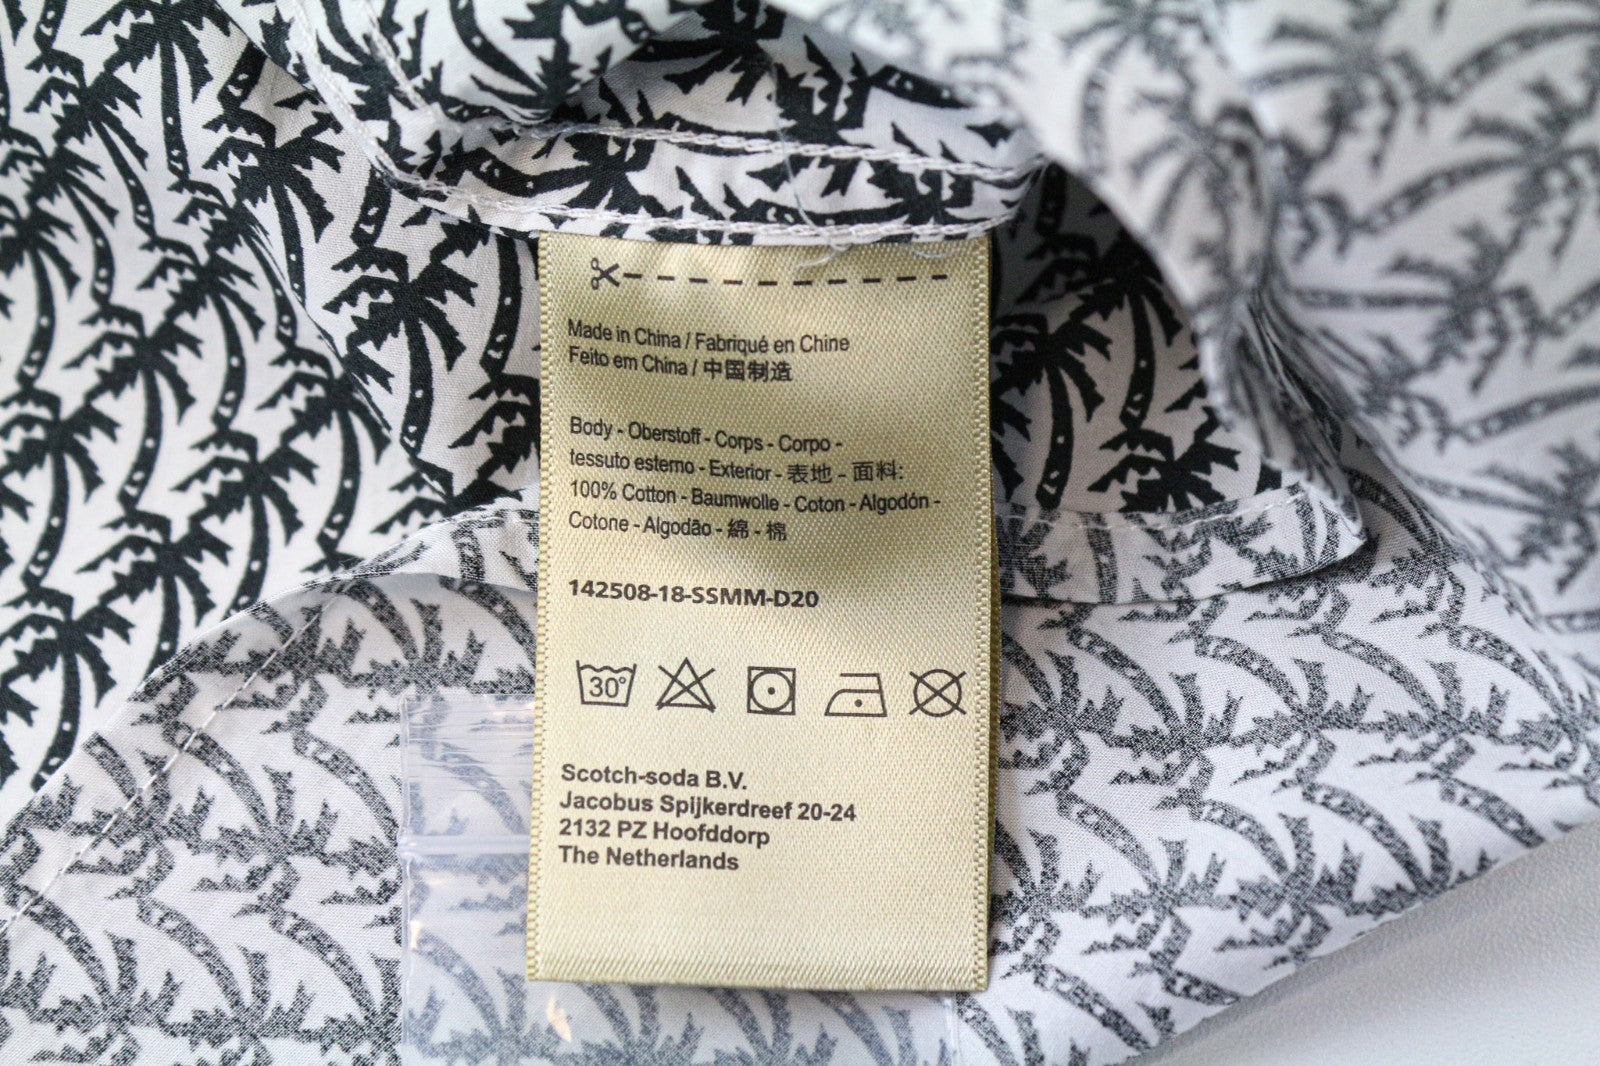 Made in China / Fabriqué en Chine
Feito em China / 中国制造
Body - Oberstoff - Corps - Corpo -
tessuto esterno - Exterior - 表地 - 面料:
100% Cotton - Baumwolle - Coton - Algodón -
Cotone - Algodão - 綿 - 棉
142508-18-SSMM-D20
30°
Scotch-soda B.V.
Jacobus Spijkerdreef 20-24
2132 PZ Hoofddorp
The Netherlands